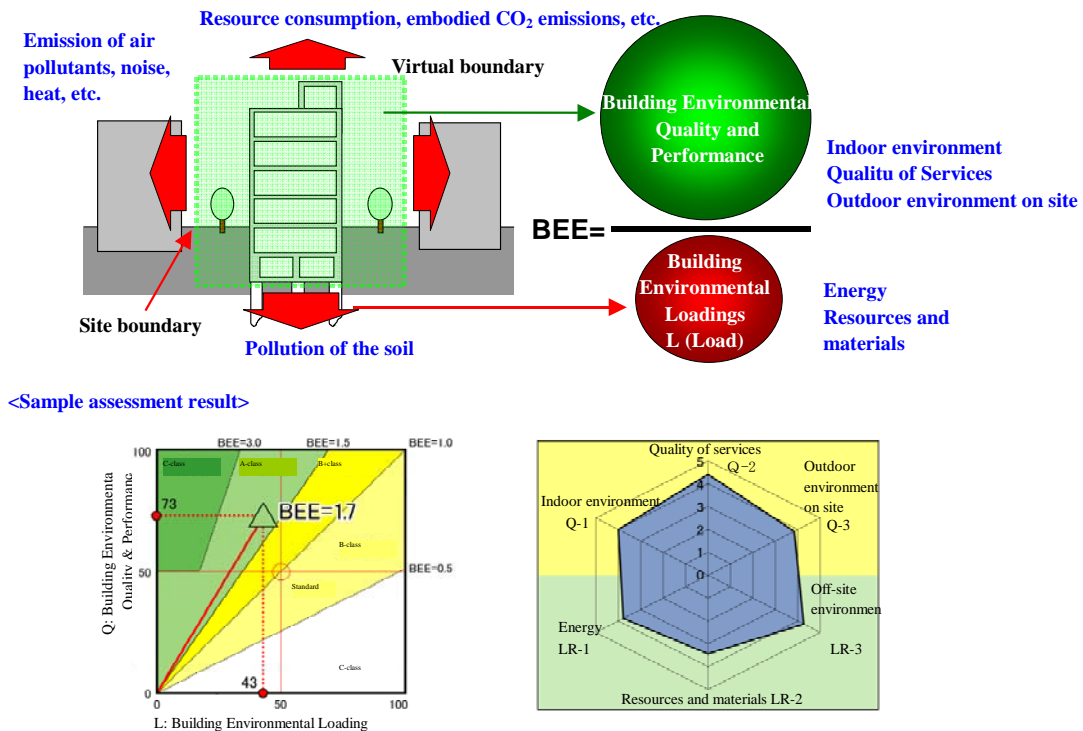 Resource consumption, embodied CO₂ emissions, etc.
Emission of air
pollutants, noise,
heat, etc.
Virtual boundary
Building Environmental
Quality and
Performance
Indoor environment
Qualitu of Services
Outdoor environment on site
BEE=
Building
Environmental
Loadings
L (Load)
Energy
Resources and
materials
Site boundary
Pollution of the soil
<Sample assessment result>
BEE=3.0
BEE=1.5
BEE=1.0
100
C-class
A-class
B+class
73
BEE=1.7
B-class
50
BEE=0.5
Standard
C-class
43
0
0
50
100
Q: Building Environmenta
Quality & Performanc
L: Building Environmental Loading
Quality of services
Q-2
Outdoor
environment
on site
Q-3
Indoor environment
Q-1
5
4
3
2
1
0
Off-site
environmen
LR-3
Energy
LR-1
Resources and materials LR-2